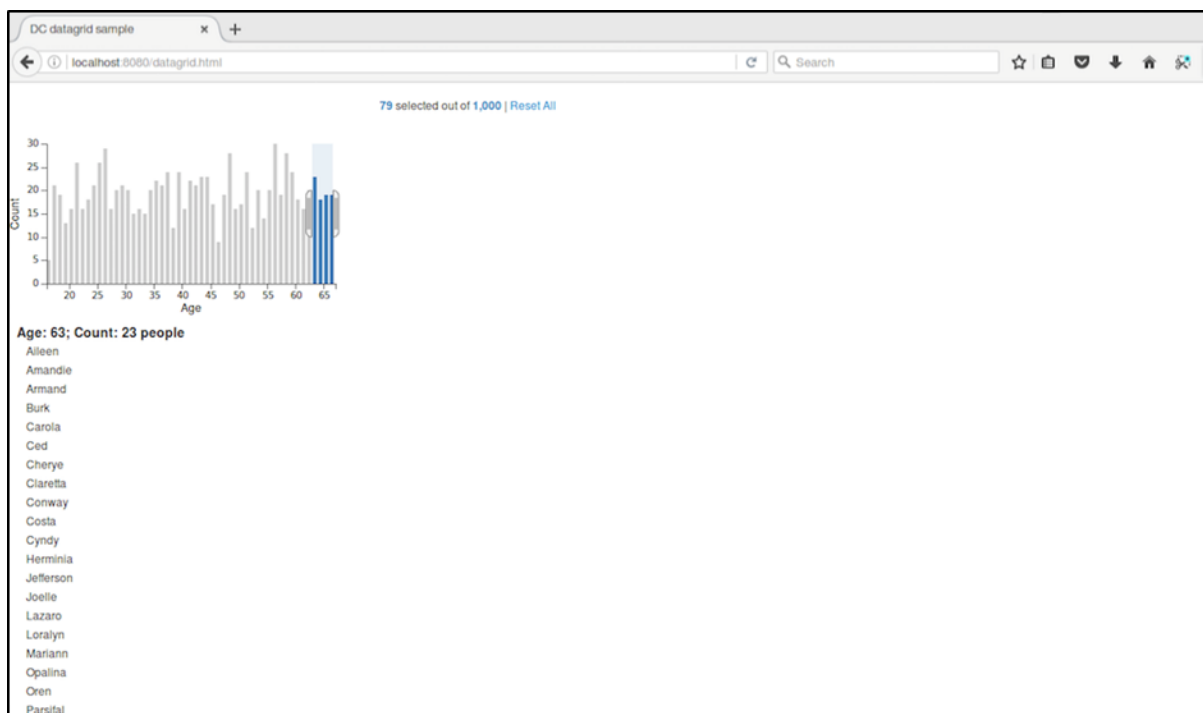 DC datagrid sample
localhost:8080/datagrid.html
Search
79 selected out of 1,000 | Reset All
30
25
20
15
10
5
0
Count
20 25 30 35 40 45 50 55 60 65
Age
Age: 63; Count: 23 people
Aileen
Amandie
Armand
Burk
Carola
Ced
Cherye
Claretta
Conway
Costa
Cyndy
Herminia
Jefferson
Joelle
Lazaro
Loralyn
Mariann
Opalina
Oren
Parsifal